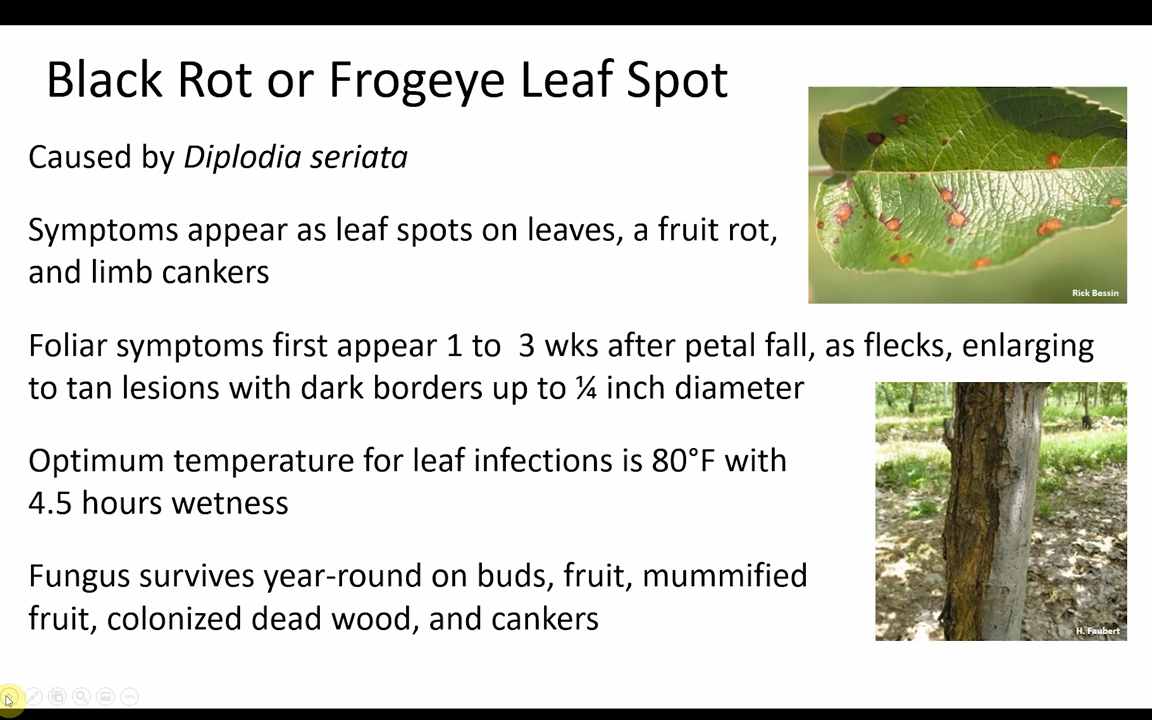 Black Rot or Frogeye Leaf Spot
Caused by Diplodia seriata
Symptoms appear as leaf spots on leaves, a fruit rot,
and limb cankers
Rick Bessin
Foliar symptoms first appear 1 to  3 wks after petal fall, as flecks, enlarging
to tan lesions with dark borders up to ¼ inch diameter
Optimum temperature for leaf infections is 80°F with
4.5 hours wetness
Fungus survives year-round on buds, fruit, mummified
fruit, colonized dead wood, and cankers
H. Faubert